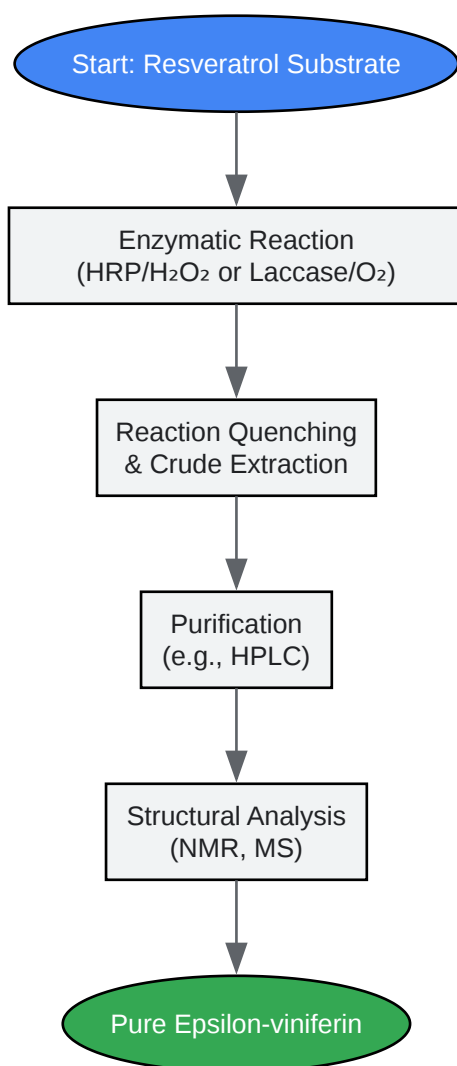 Start: Resveratrol Substrate
Enzymatic Reaction
(HRP/H₂O₂ or Laccase/O₂)
Reaction Quenching
& Crude Extraction
Purification
(e.g., HPLC)
Structural Analysis
(NMR, MS)
Pure Epsilon-viniferin